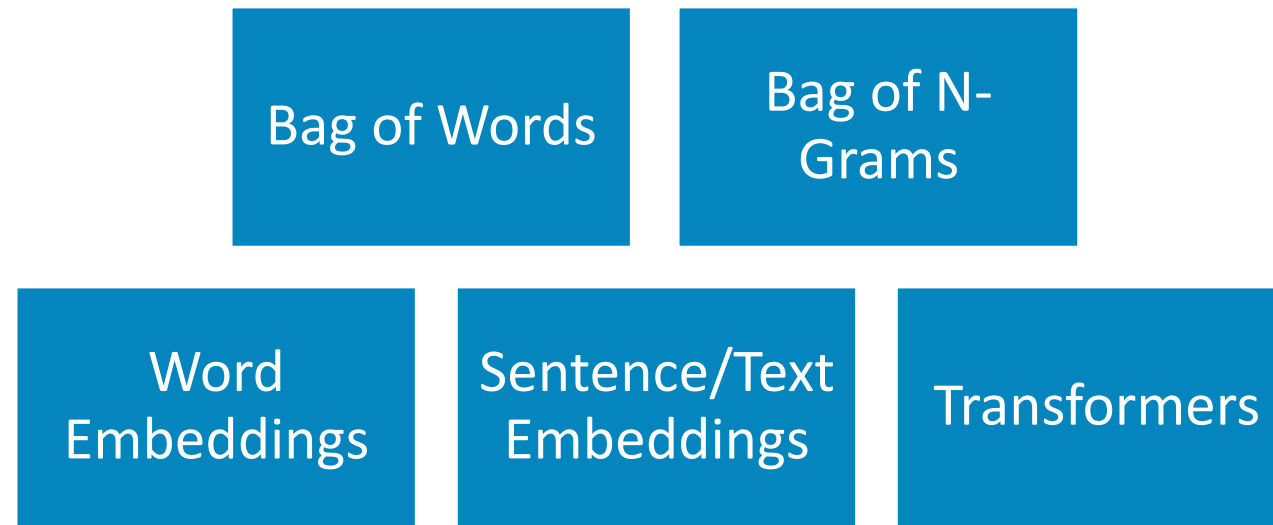 Bag of Words
Bag of N-
Grams
Word
Embeddings
Sentence/Text
Embeddings
Transformers